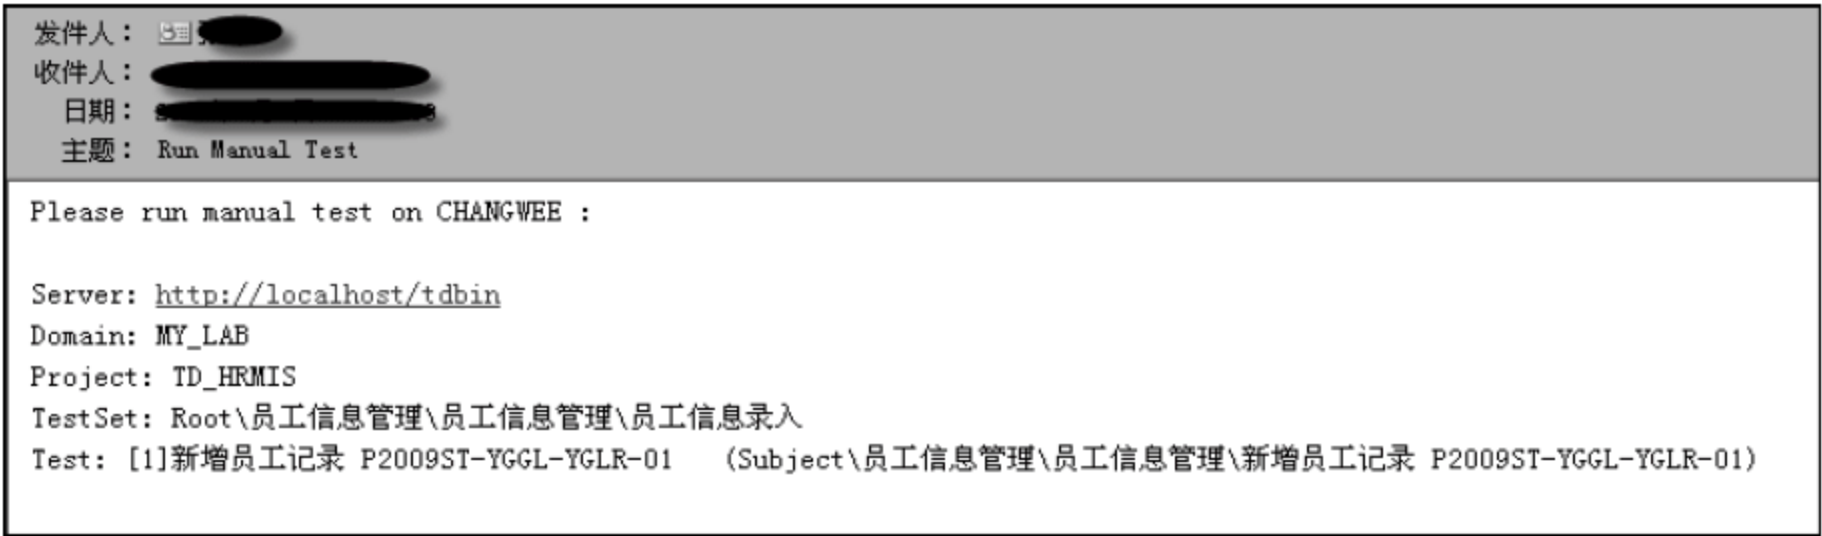 发件人：
收件人：
日期：
主题： Run Manual Test
Please run manual test on CHANGWEE :
Server: http://localhost/tdbin
Domain: MY_LAB
Project: TD_HRMIS
TestSet: Root\员工信息管理\员工信息管理\员工信息录入
Test: [1]新增员工记录 P2009ST-YGGL-YGLR-01 (Subject\员工信息管理\员工信息管理\新增员工记录 P2009ST-YGGL-YGLR-01)